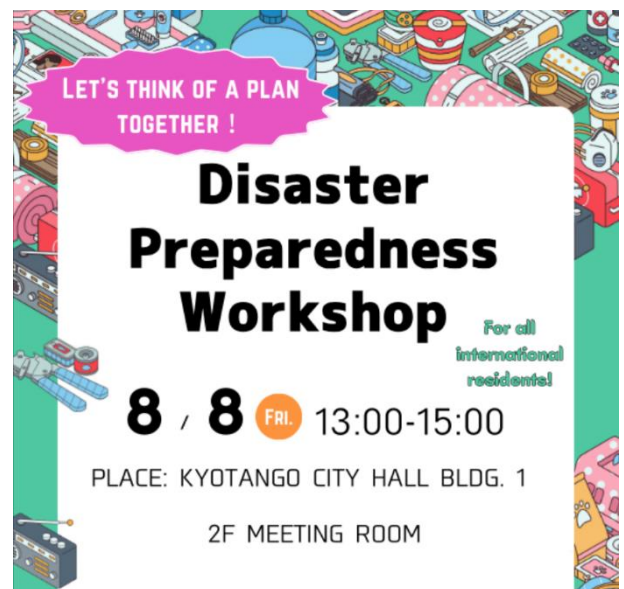 LET'S THINK OF A PLAN
TOGETHER !
Disaster
Preparedness
Workshop
For all
international
residents!
8 / 8 FRI. 13:00-15:00
PLACE: KYOTANGO CITY HALL BLDG. 1
2F MEETING ROOM